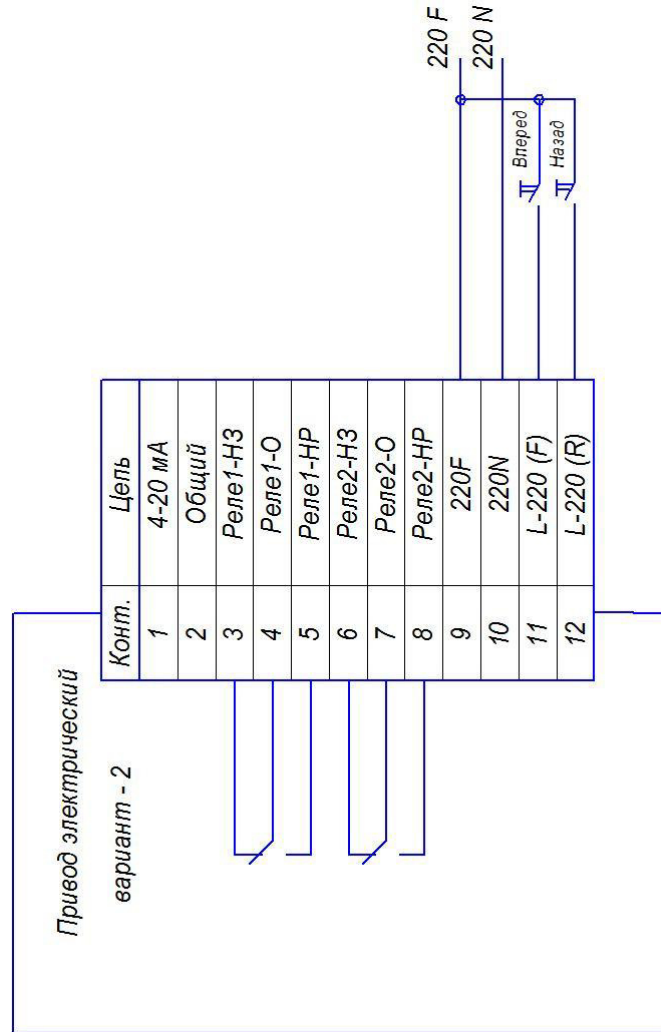 Привод электрический
вариант - 2
Конт. Цепь
1 4-20 мА
2 Общий
3 Реле1-НЗ
4 Реле1-О
5 Реле1-НР
6 Реле2-НЗ
7 Реле2-О
8 Реле2-НР
9 220F
10 220N
11 L-220 (F)
12 L-220 (R)
220 F
220 N
Вперед
Назад